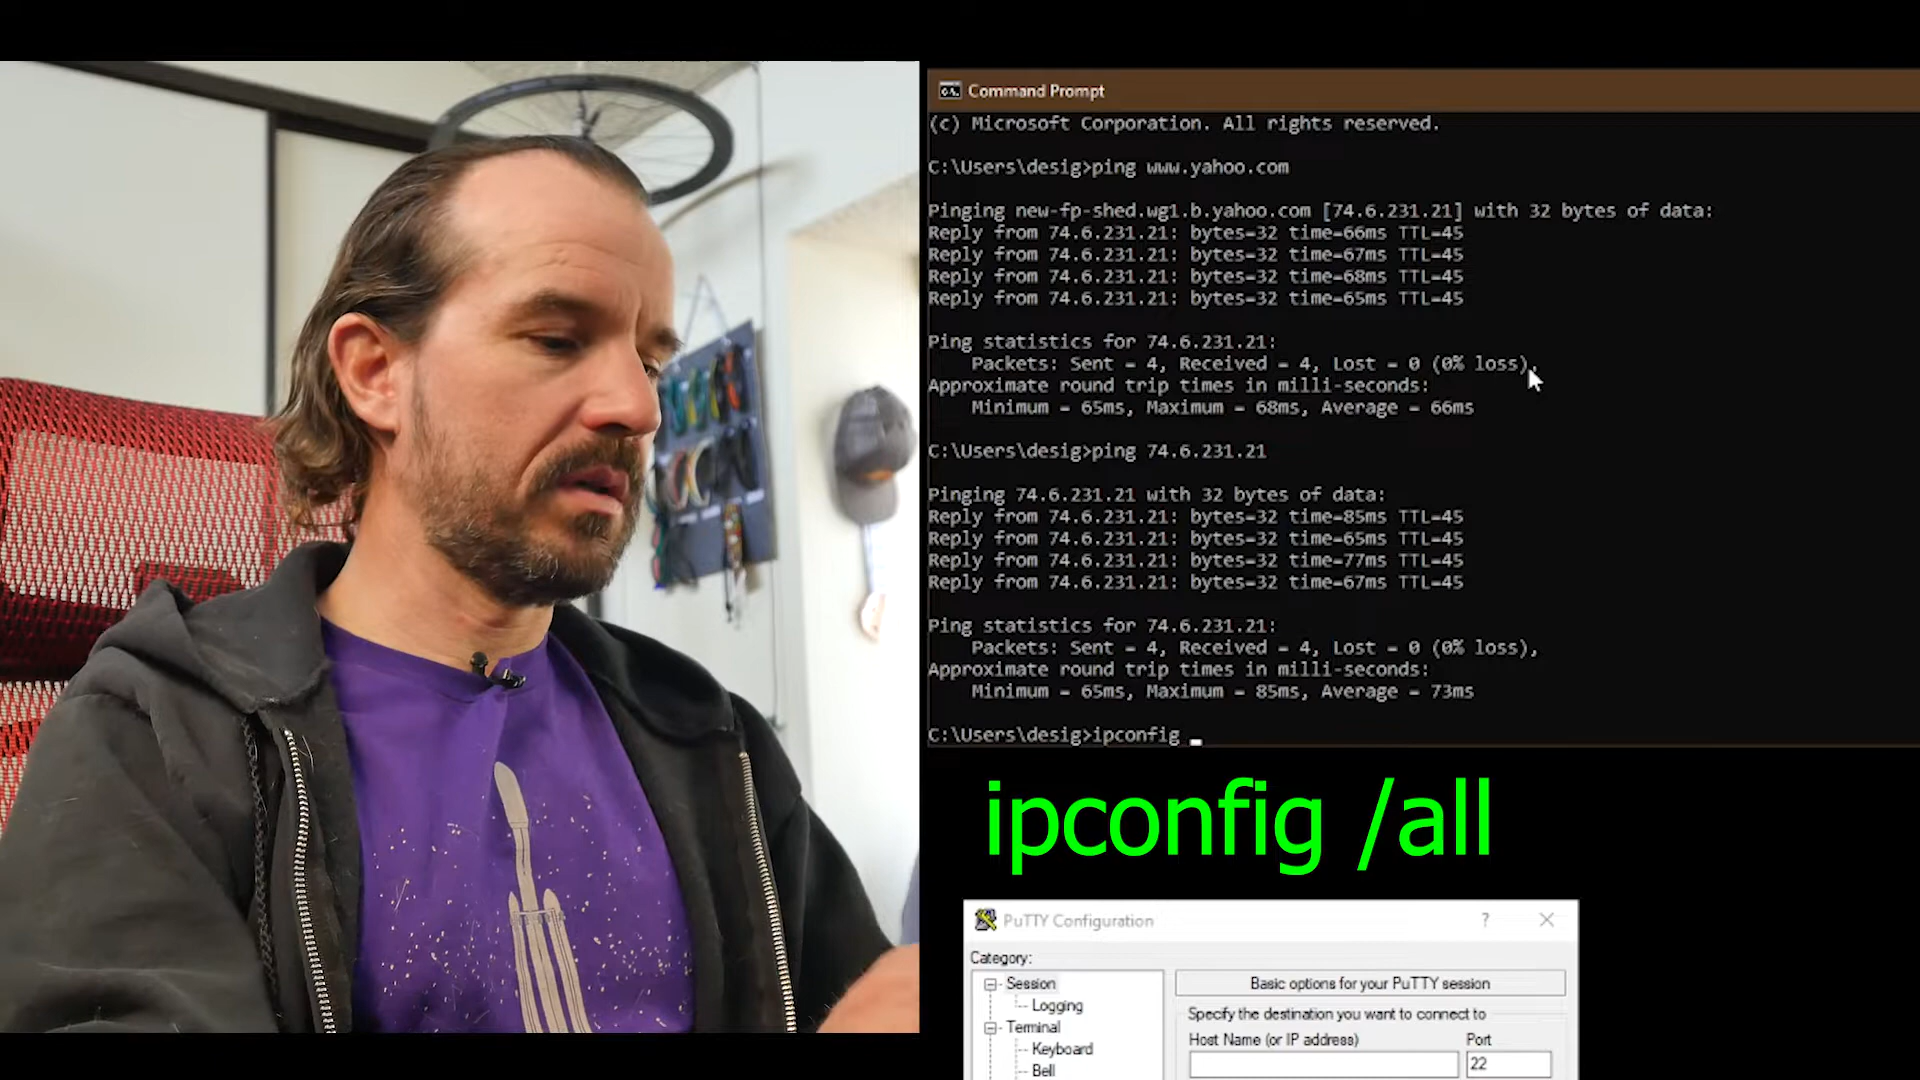 Command Prompt
(c) Microsoft Corporation. All rights reserved.
C:\Users\desig>ping www.yahoo.com
Pinging new-fp-shed.wg1.b.yahoo.com [74.6.231.21] with 32 bytes of data:
Reply from 74.6.231.21: bytes=32 time=66ms TTL=45
Reply from 74.6.231.21: bytes=32 time=67ms TTL=45
Reply from 74.6.231.21: bytes=32 time=68ms TTL=45
Reply from 74.6.231.21: bytes=32 time=65ms TTL=45
Ping statistics for 74.6.231.21:
Packets: Sent = 4, Received = 4, Lost = 0 (0% loss),
Approximate round trip times in milli-seconds:
Minimum = 65ms, Maximum = 68ms, Average = 66ms
C:\Users\desig>ping 74.6.231.21
Pinging 74.6.231.21 with 32 bytes of data:
Reply from 74.6.231.21: bytes=32 time=85ms TTL=45
Reply from 74.6.231.21: bytes=32 time=65ms TTL=45
Reply from 74.6.231.21: bytes=32 time=77ms TTL=45
Reply from 74.6.231.21: bytes=32 time=67ms TTL=45
Ping statistics for 74.6.231.21:
Packets: Sent = 4, Received = 4, Lost = 0 (0% loss),
Approximate round trip times in milli-seconds:
Minimum = 65ms, Maximum = 85ms, Average = 73ms
C:\Users\desig>ipconfig _
ipconfig /all
PuTTY Configuration ?
Category:
Session
Logging
Terminal
Keyboard
Bell
Basic options for your PuTTY session
Specify the destination you want to connect to
Host Name (or IP address) Port
22